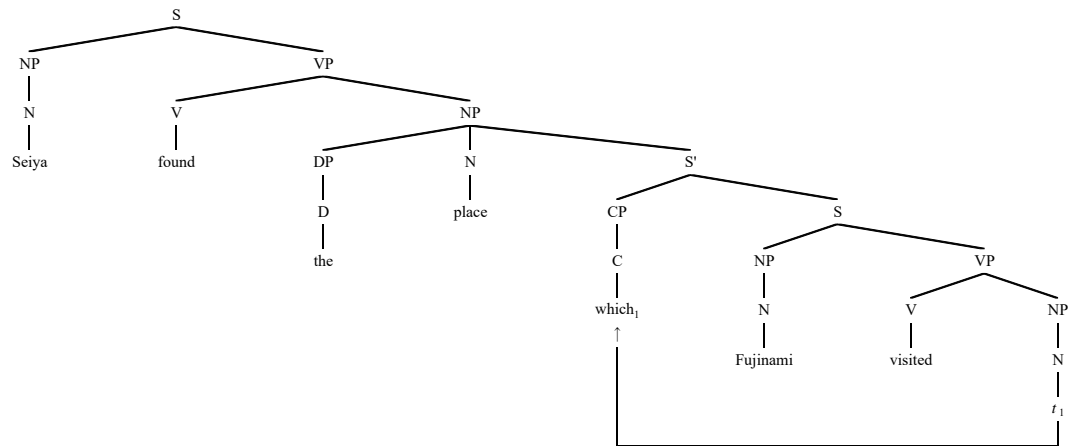 S
NP VP
N V NP
Seiya found DP N S'
D place CP S
the C NP VP
which₁ N V NP
↑ Fujinami visited N
t₁